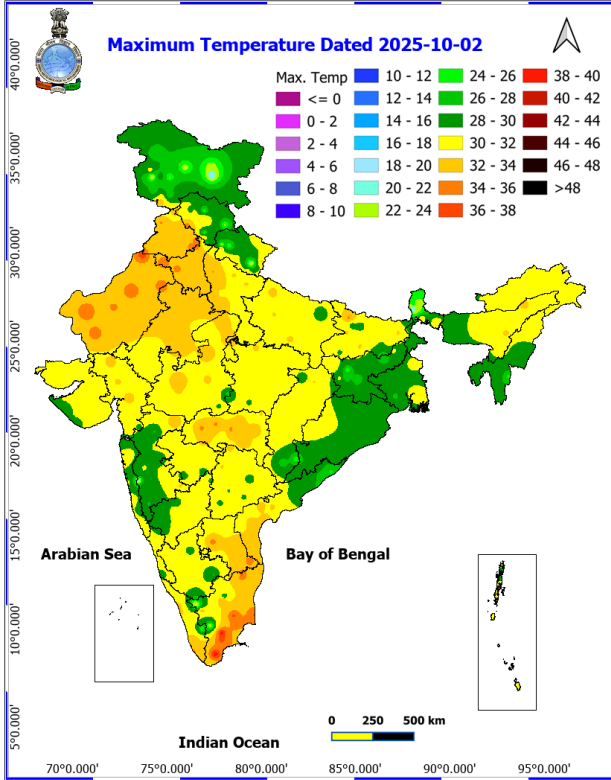 Maximum Temperature Dated 2025-10-02
Max. Temp
<= 0
0 - 2
2 - 4
4 - 6
6 - 8
8 - 10
10 - 12
12 - 14
14 - 16
16 - 18
18 - 20
20 - 22
22 - 24
24 - 26
26 - 28
28 - 30
30 - 32
32 - 34
34 - 36
36 - 38
38 - 40
40 - 42
42 - 44
44 - 46
46 - 48
>48
40°0.000'
35°0.000'
30°0.000'
25°0.000'
20°0.000'
15°0.000'
10°0.000'
5°0.000'
Arabian Sea
Bay of Bengal
Indian Ocean
0 250 500 km
70°0.000' 75°0.000' 80°0.000' 85°0.000' 90°0.000' 95°0.000'